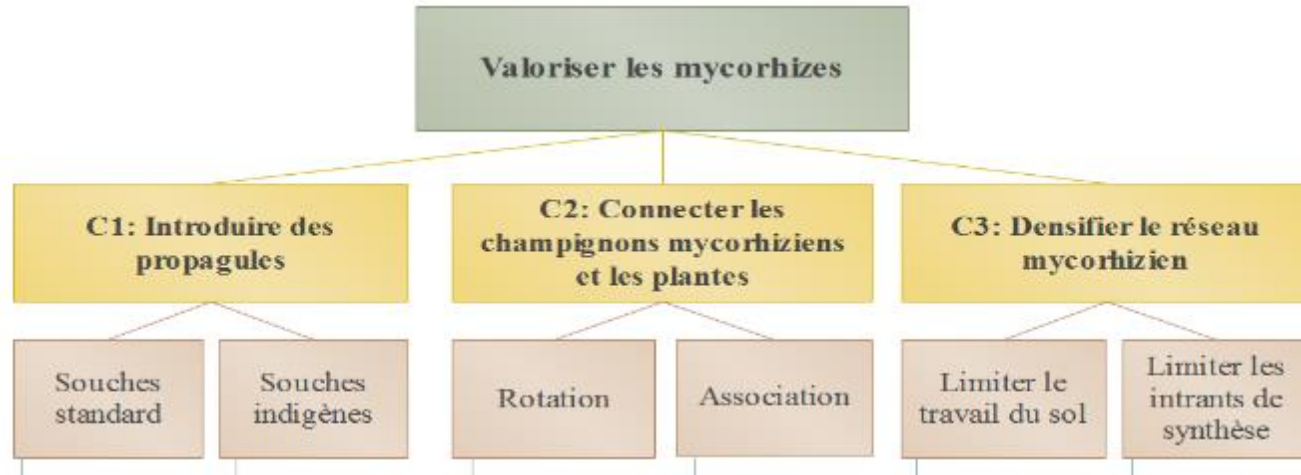 Valoriser les mycorhizes
C1: Introduire des
propagules
C2: Connecter les
champignons mycorhiziens
et les plantes
C3: Densifier le réseau
mycorhizien
Souches
standard
Souches
indigènes
Rotation
Association
Limiter le
travail du sol
Limiter les
intrants de
synthèse